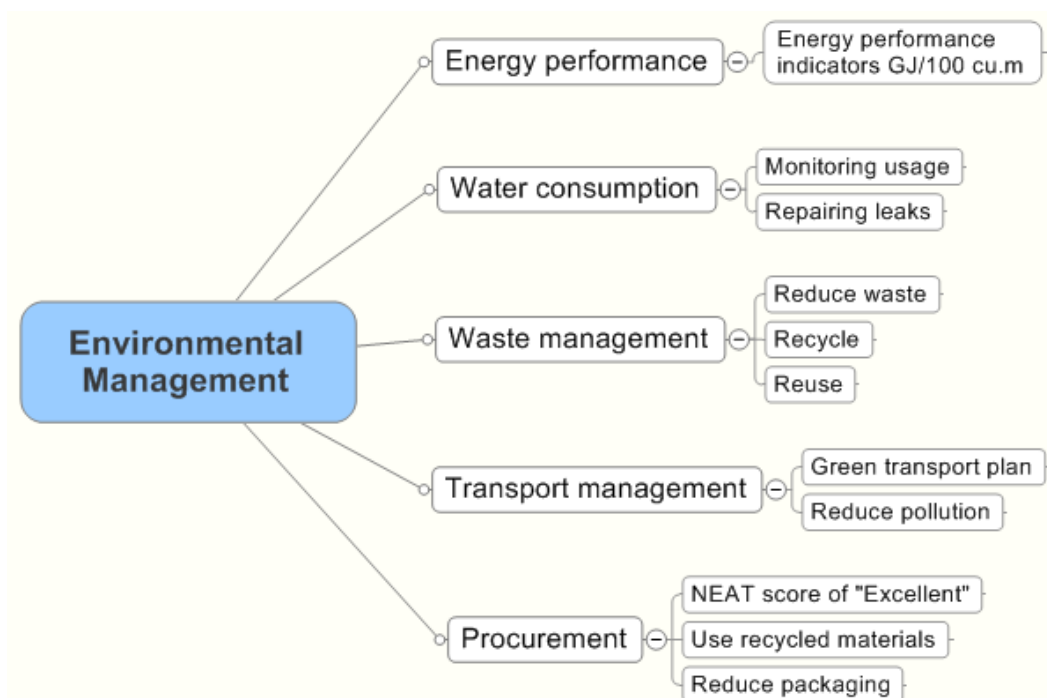 Environmental
Management
Energy performance
Energy performance
indicators GJ/100 cu.m
Water consumption
Monitoring usage
Repairing leaks
Waste management
Reduce waste
Recycle
Reuse
Transport management
Green transport plan
Reduce pollution
Procurement
NEAT score of "Excellent"
Use recycled materials
Reduce packaging